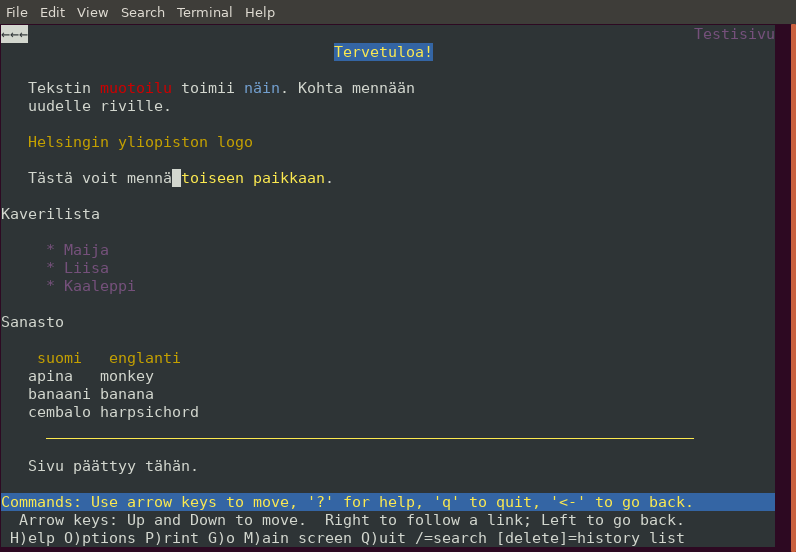 File Edit View Search Terminal Help
←←← Testisivu
Tervetuloa!
Tekstin muotoilu toimii näin. Kohta mennään
uudelle riville.
Helsingin yliopiston logo
Tästä voit mennä toiseen paikkaan.
Kaverilista
* Maija
* Liisa
* Kaaleppi
Sanasto
suomi englanti
apina monkey
banaani banana
cembalo harpsichord
Sivu päättyy tähän.
Commands: Use arrow keys to move, '?' for help, 'q' to quit, '<-' to go back.
Arrow keys: Up and Down to move. Right to follow a link; Left to go back.
H)elp O)ptions P)rint G)o M)ain screen Q)uit /=search [delete]=history list